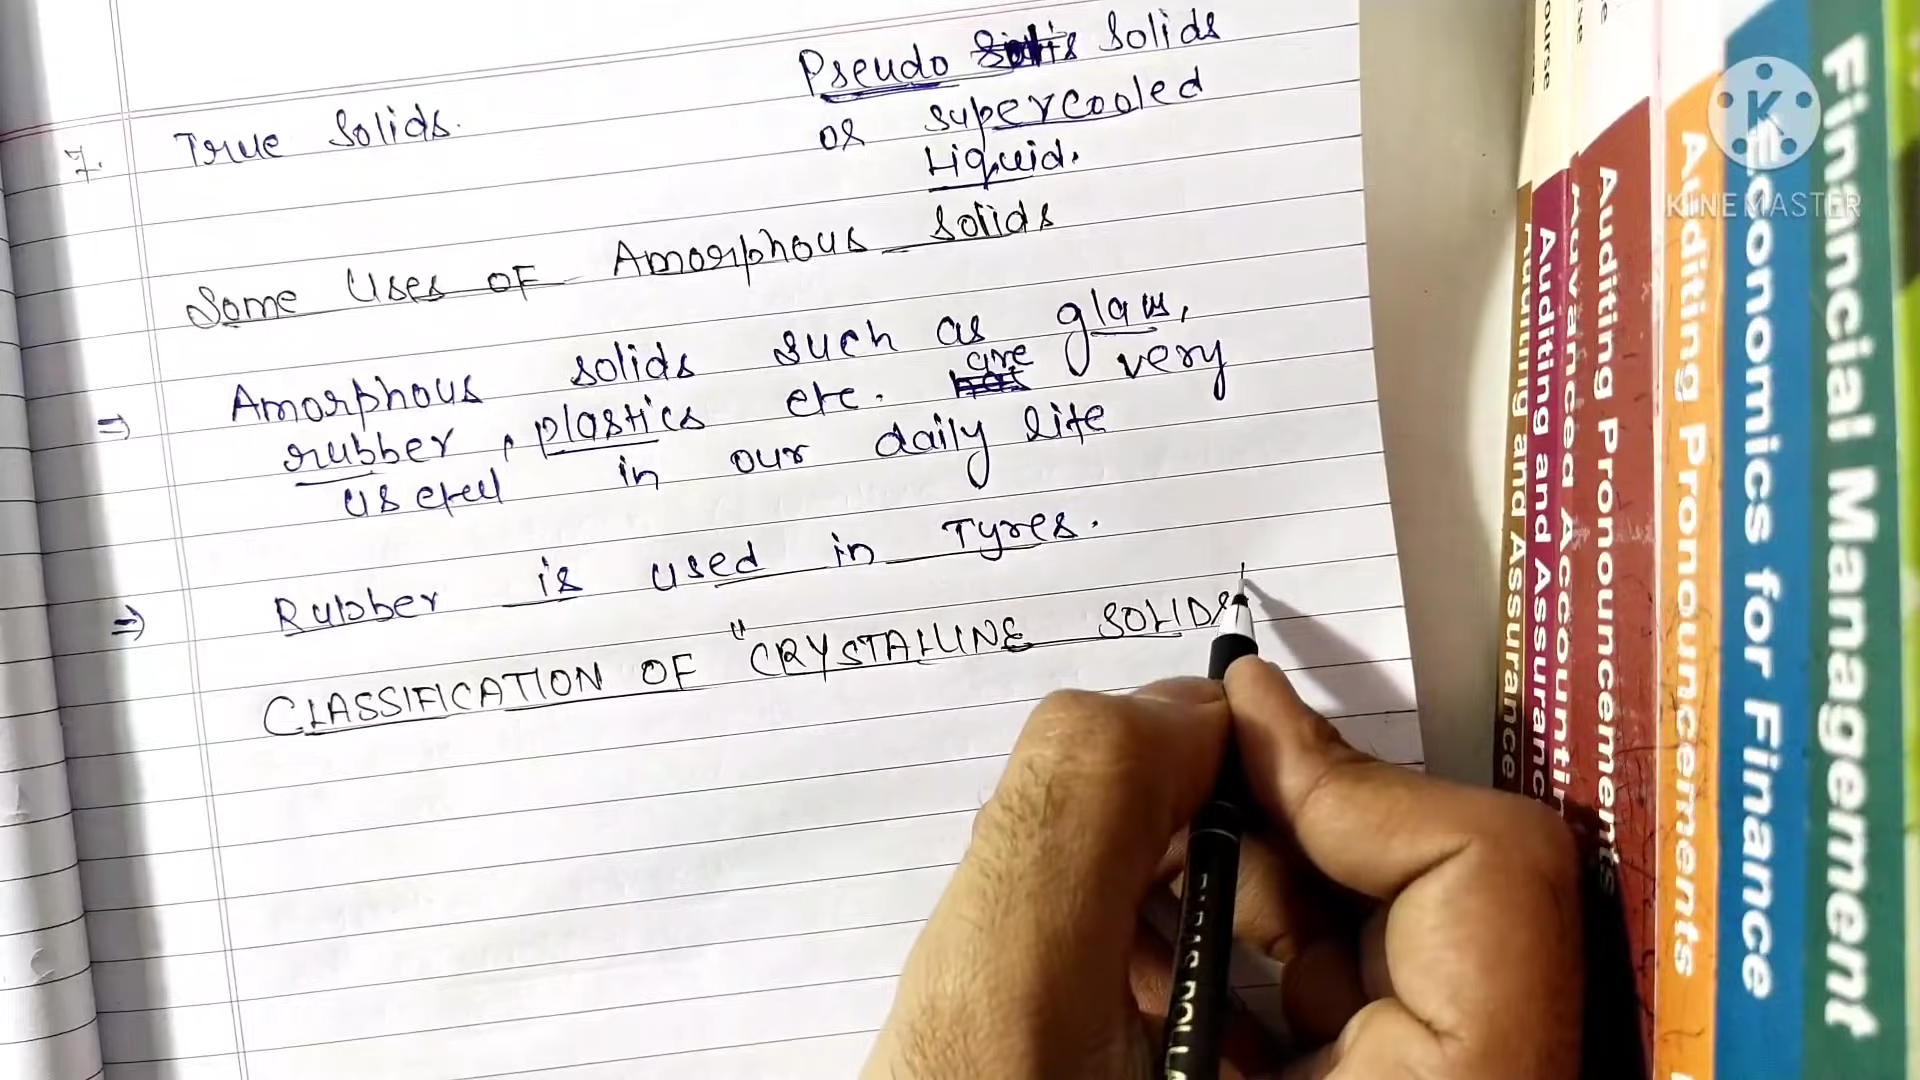 Pseudo Solids
7. True Solids.
or supercooled
Liquid.
Some Uses OF Amorphous Solids
⇒ Amorphous solids such as glass,
rubber, plastics etc. are very
useful in our daily life
⇒ Rubber is used in Tyres.
CLASSIFICATION OF "CRYSTALLINE SOLIDS
K
KINEMASTER
Financial Management
Economics for Finance
Auditing Pronouncements
Auditing Pronouncements
Advanced Accounting
Auditing and Assurance
Auditing and Assurance
ourse